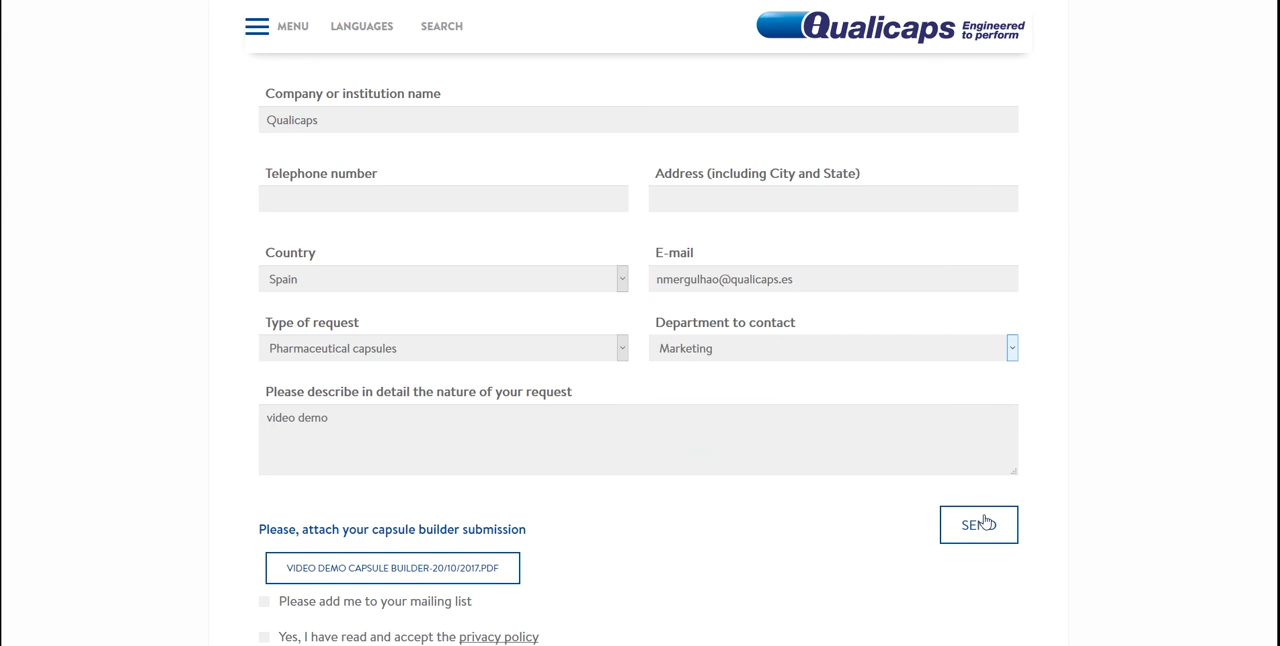 MENU LANGUAGES SEARCH
Qualicaps Engineered
to perform
Company or institution name
Qualicaps
Telephone number Address (including City and State)
Country E-mail
Spain nmergulhao@qualicaps.es
Type of request Department to contact
Pharmaceutical capsules Marketing
Please describe in detail the nature of your request
video demo
SEND
Please, attach your capsule builder submission
VIDEO DEMO CAPSULE BUILDER-20/10/2017.PDF
Please add me to your mailing list
Yes, I have read and accept the privacy policy